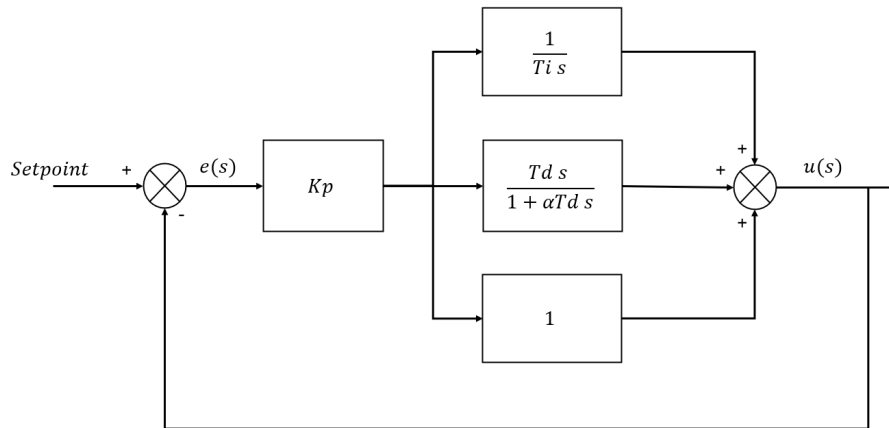 1
Ti s
Setpoint
+
e(s)
Kp
Td s
1 + αTd s
+
+
u(s)
-
+
1